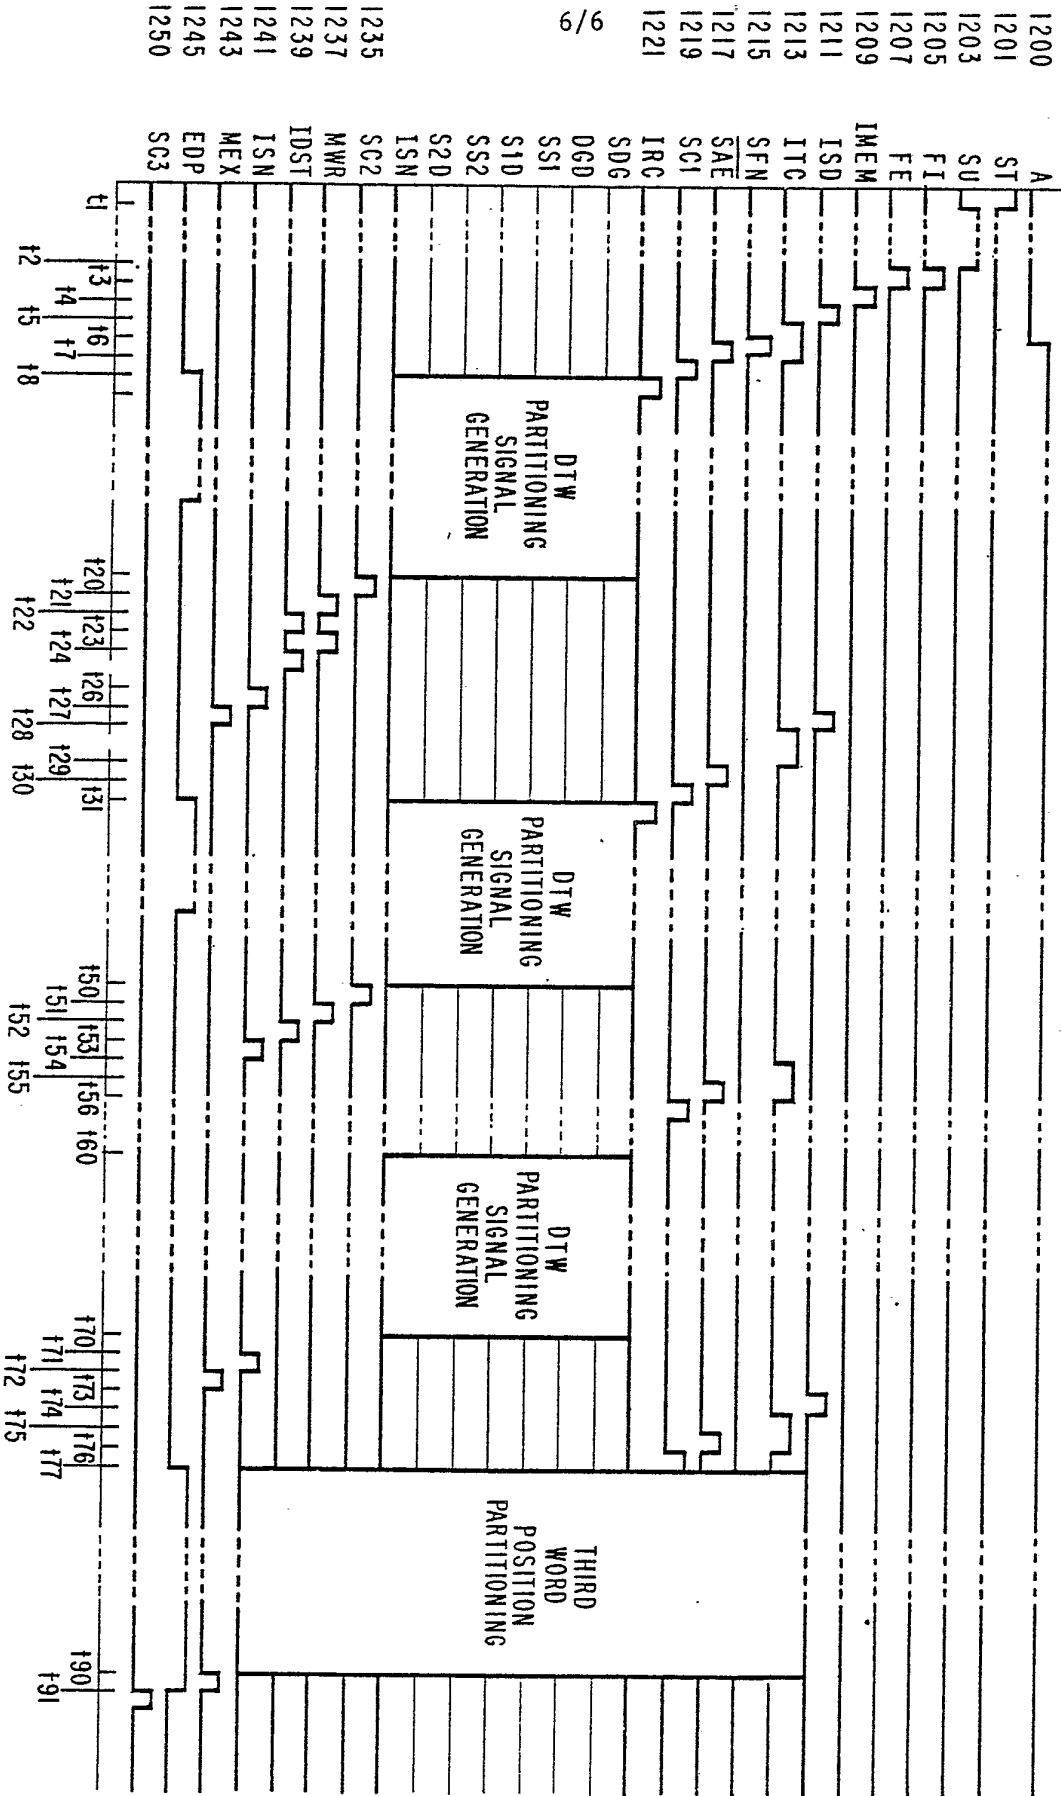 1200 A
1201 ST
1203 SU
1205 FI
1207 FE
1209 IMEM
1211 ISD
1213 ITC
1215 SFN
1217 SAE
1219 SC1
1221 IRC
SDG
DGD
SS1
S1D
SS2
S2D
ISN
1235 SC2
1237 MWR
1239 IDST
1241 ISN
1243 MEX
1245 EDP
1250 SC3
9/9
DTW
PARTITIONING
SIGNAL
GENERATION
DTW
PARTITIONING
SIGNAL
GENERATION
DTW
PARTITIONING
SIGNAL
GENERATION
THIRD
WORD
POSITION
PARTITIONING
t1 t2 t3 t4 t5 t6 t7 t8 t20 t21 t22 t23 t24 t26 t27 t28 t29 t30 t31 t50 t51 t52 t53 t54 t55 t56 t60 t70 t71 t72 t73 t74 t75 t76 t77 t90 t91